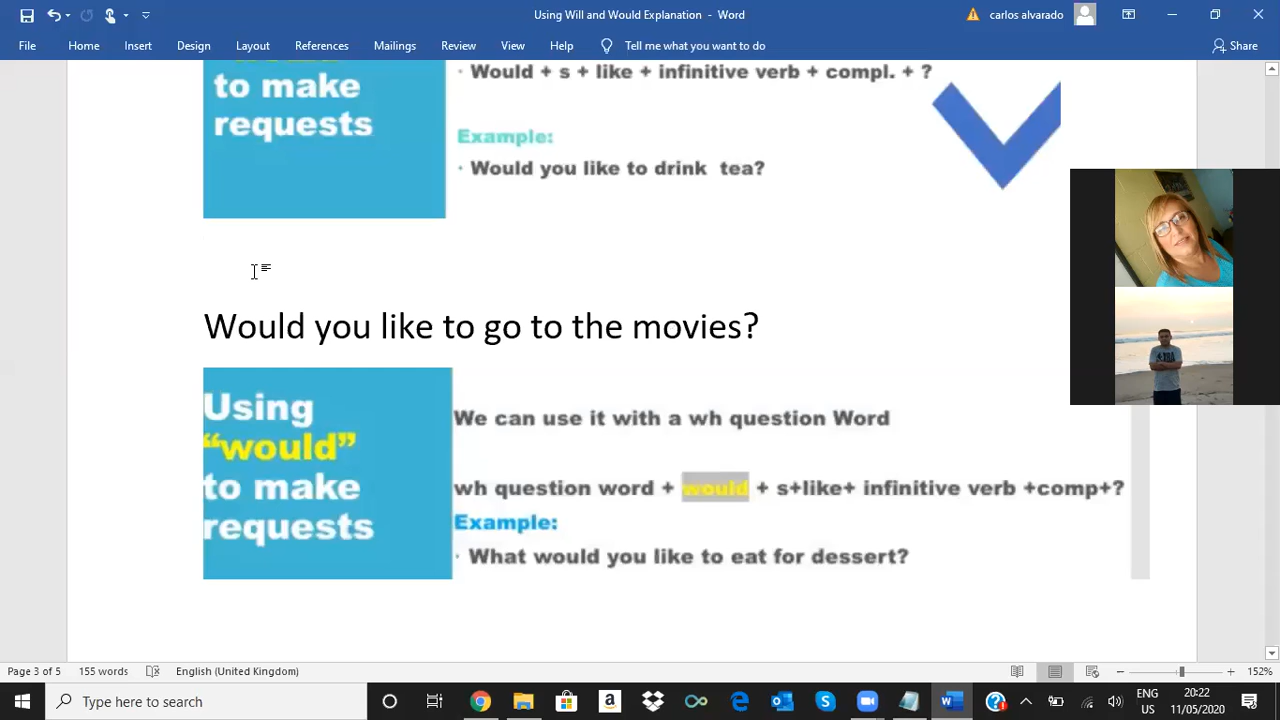 Using Will and Would Explanation - Word
carlos alvarado
File Home Insert Design Layout References Mailings Review View Help Tell me what you want to do Share
to make
requests
· Would + s + like + infinitive verb + compl. + ?
Example:
· Would you like to drink tea?
Would you like to go to the movies?
Using
“would”
to make
requests
We can use it with a wh question Word
wh question word + would + s+like+ infinitive verb +comp+?
Example:
· What would you like to eat for dessert?
Page 3 of 5 155 words English (United Kingdom) 152%
Type here to search
ENG
US
20:22
11/05/2020